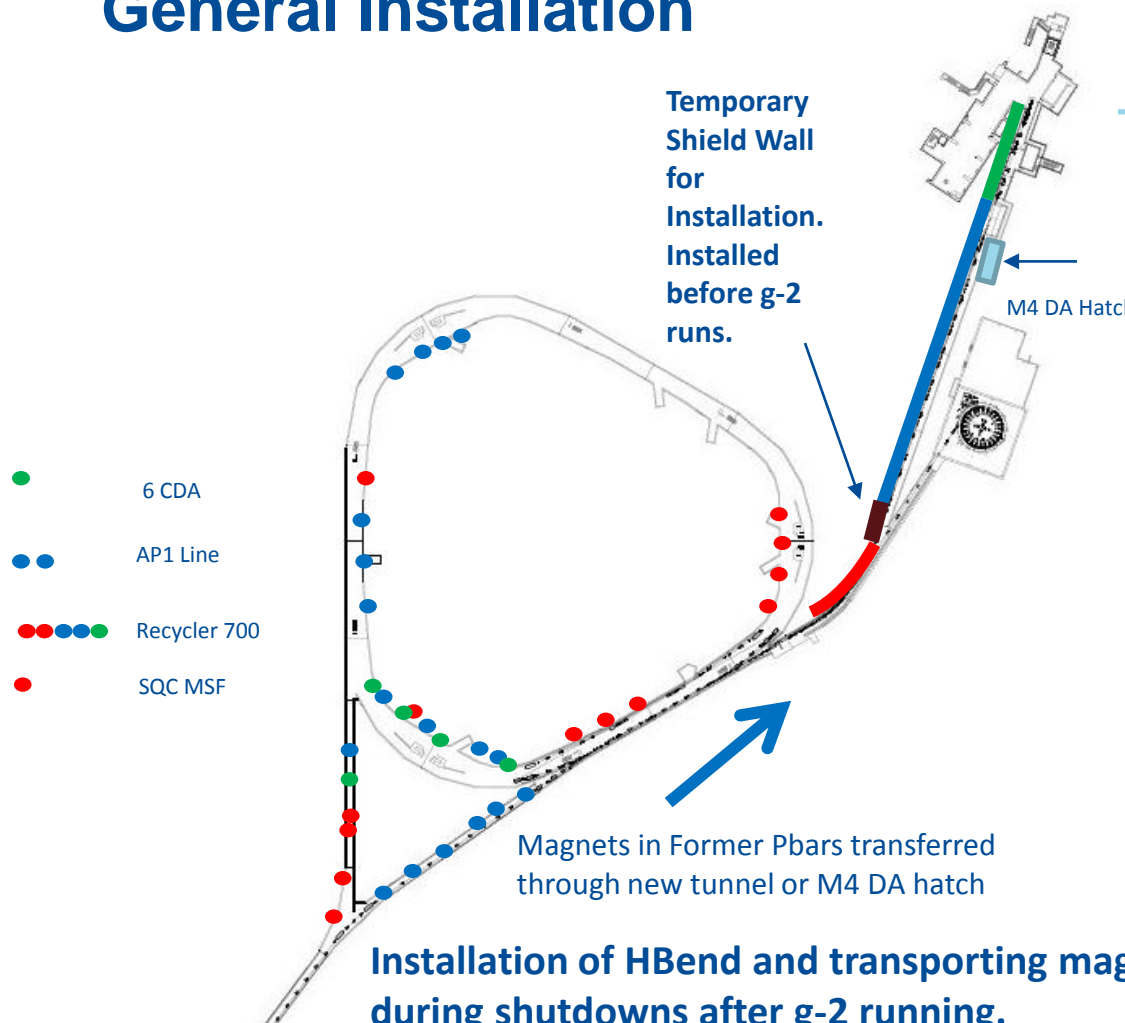 General Installation
Temporary
Shield Wall
for
Installation.
Installed
before g-2
runs.
M4 DA Hatch
6 CDA
AP1 Line
Recycler 700
SQC MSF
Magnets in Former Pbars transferred
through new tunnel or M4 DA hatch
Installation of HBend and transporting mag
during shutdowns after g-2 running.